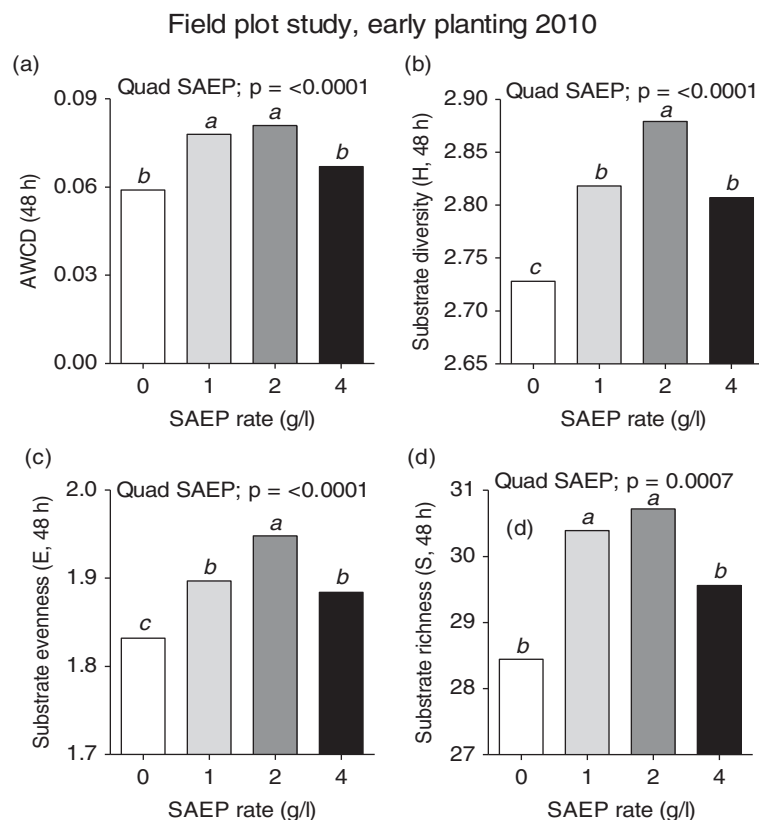 Field plot study, early planting 2010
(a)
Quad SAEP; p = <0.0001
AWCD (48 h)
0.09
0.06
0.03
0.00
b
a
a
b
0
1
2
4
SAEP rate (g/l)
(b)
Quad SAEP; p = <0.0001
Substrate diversity (H, 48 h)
2.90
2.85
2.80
2.75
2.70
2.65
c
b
a
b
0
1
2
4
SAEP rate (g/l)
(c)
Quad SAEP; p = <0.0001
Substrate evenness (E, 48 h)
2.0
1.9
1.8
1.7
c
b
a
b
0
1
2
4
SAEP rate (g/l)
(d)
Quad SAEP; p = 0.0007
Substrate richness (S, 48 h)
31
30
29
28
27
(d)
b
a
a
b
0
1
2
4
SAEP rate (g/l)